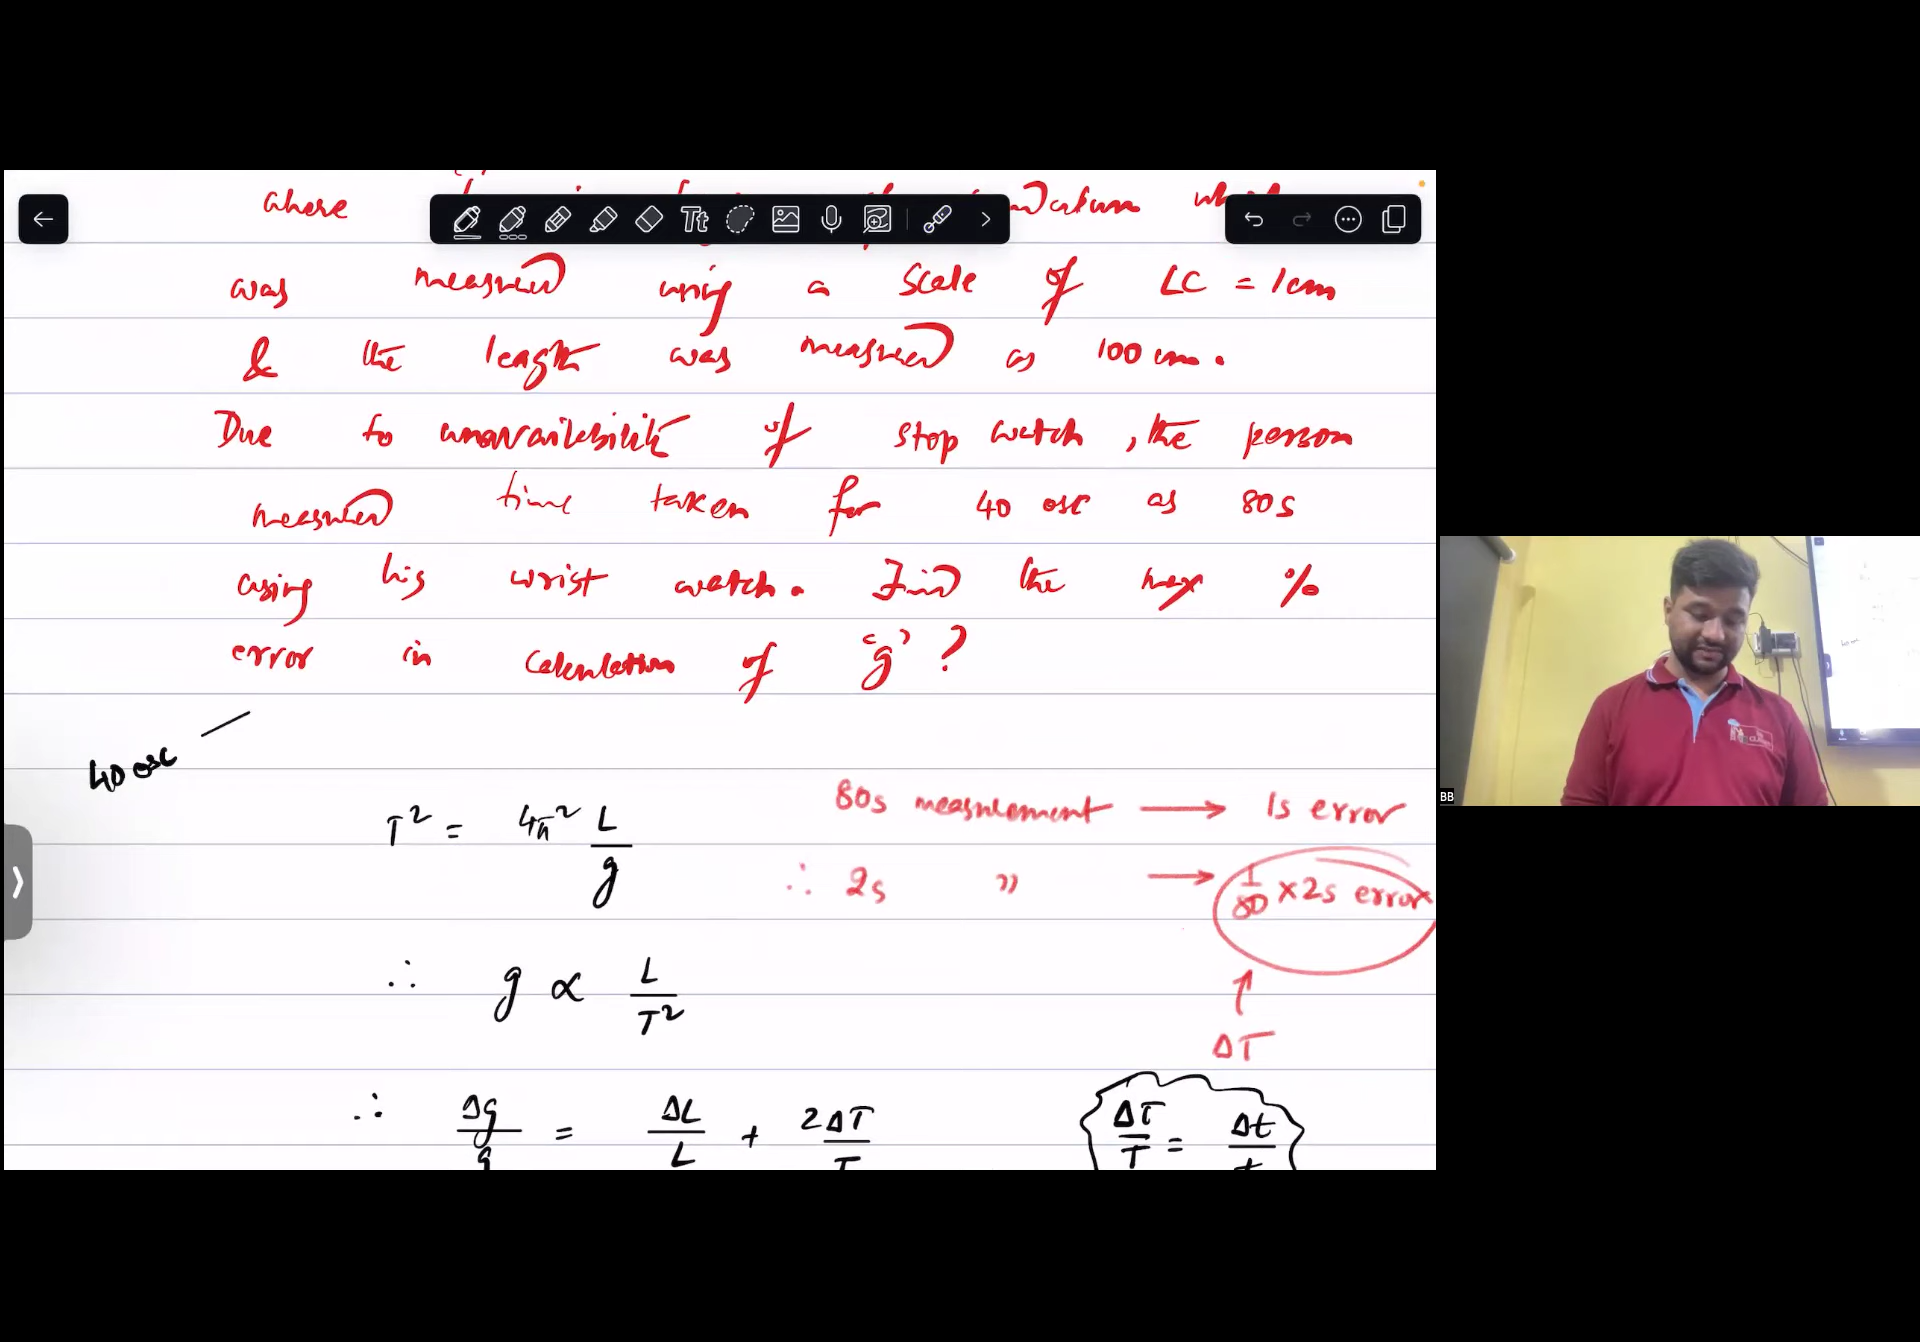 where
was measured using a scale of LC = 1cm
& the length was measured as 100 cm.
Due to unavailability of stop watch, the person
measured time taken for 40 osc as 80s
using his wrist watch. Find the max %
error in calculation of 'g' ?
40 osc
T² = 4π² L/g
80s measurement → 1s error
∴ 2s " → 1/80 × 2s error
∴ g ∝ L/T²
↑
ΔT
∴ Δg/g = ΔL/L + 2ΔT/T
ΔT/T = Δt/t
Tt
BB